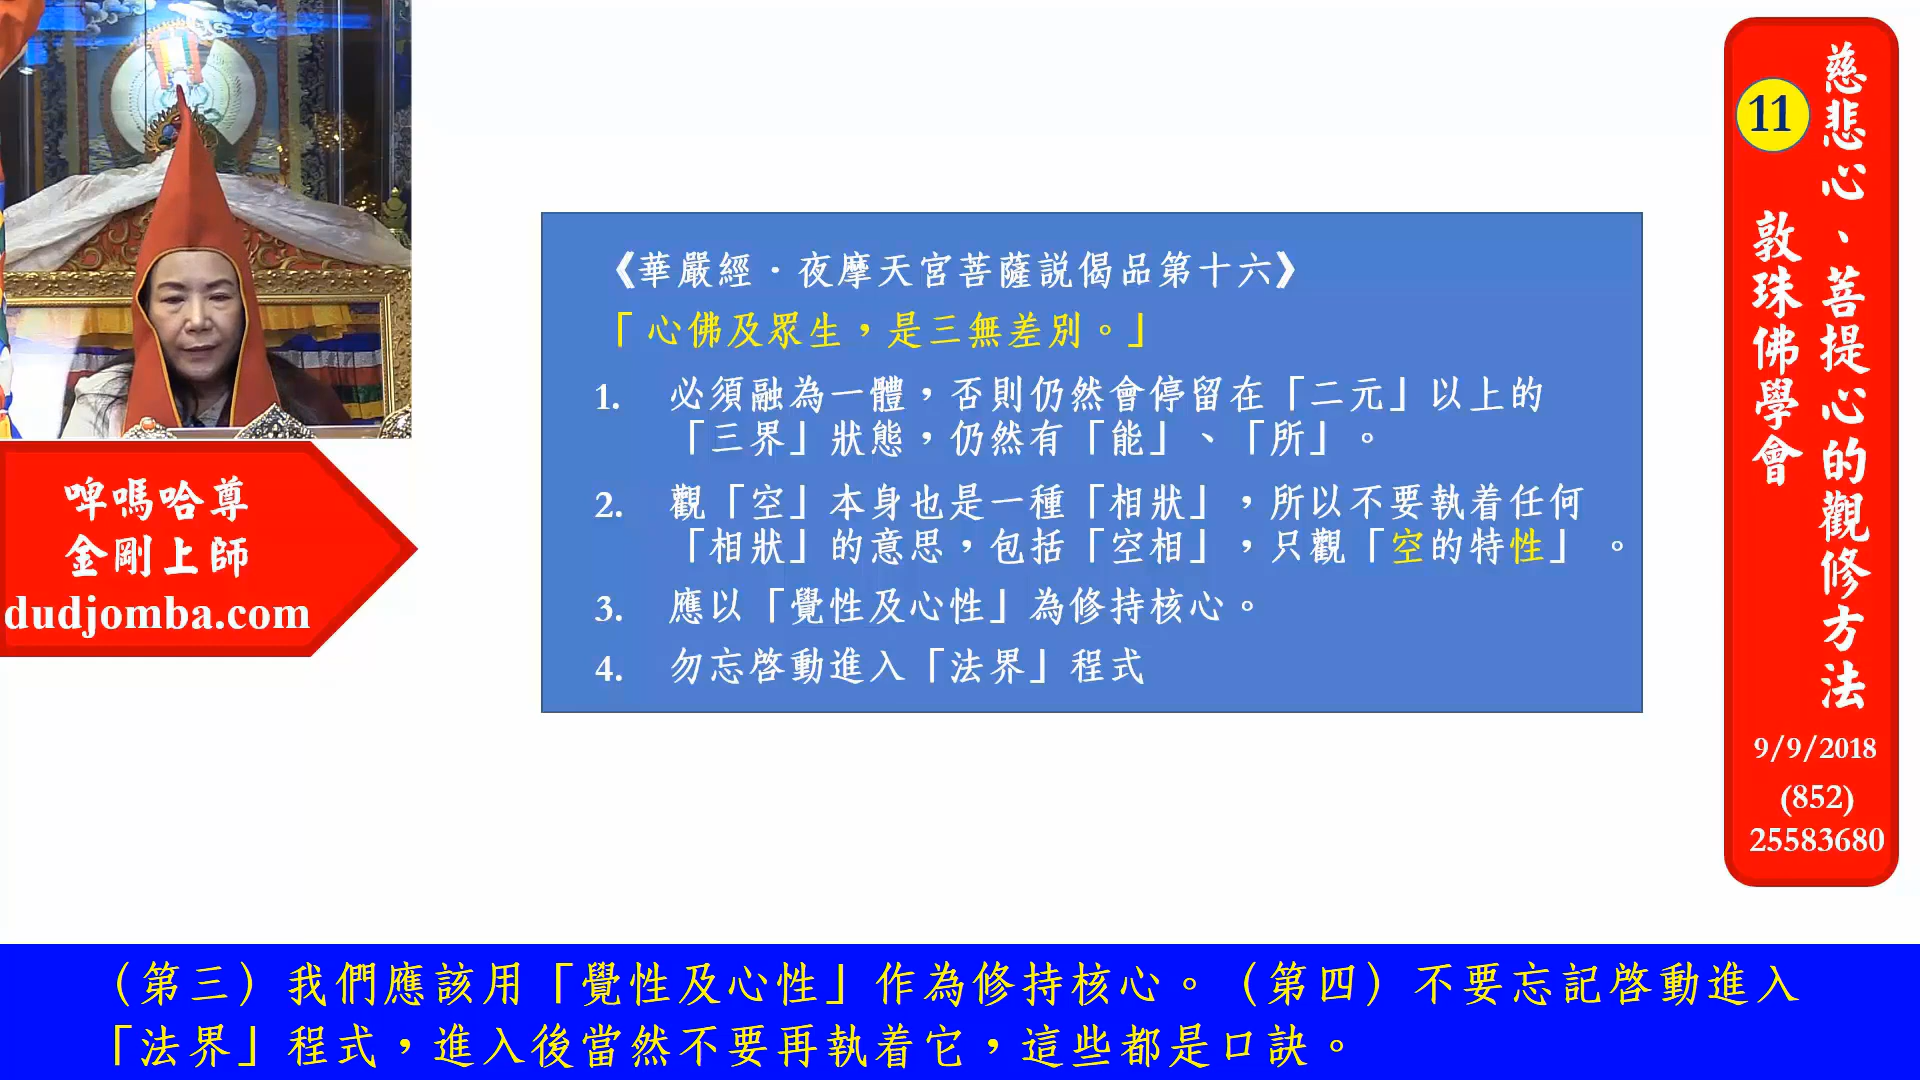 啤嗎哈尊
金剛上師
dudjomba.com
《華嚴經．夜摩天宮菩薩説偈品第十六》
「心佛及眾生，是三無差別。」
1. 必須融為一體，否則仍然會停留在「二元」以上的
「三界」狀態，仍然有「能」、「所」。
2. 觀「空」本身也是一種「相狀」，所以不要執着任何
「相狀」的意思，包括「空相」，只觀「空的特性」。
3. 應以「覺性及心性」為修持核心。
4. 勿忘啓動進入「法界」程式
慈悲心、菩提心的觀修方法
11
敦珠佛學會
9/9/2018
(852)
25583680
（第三）我們應該用「覺性及心性」作為修持核心。（第四）不要忘記啓動進入
「法界」程式，進入後當然不要再執着它，這些都是口訣。